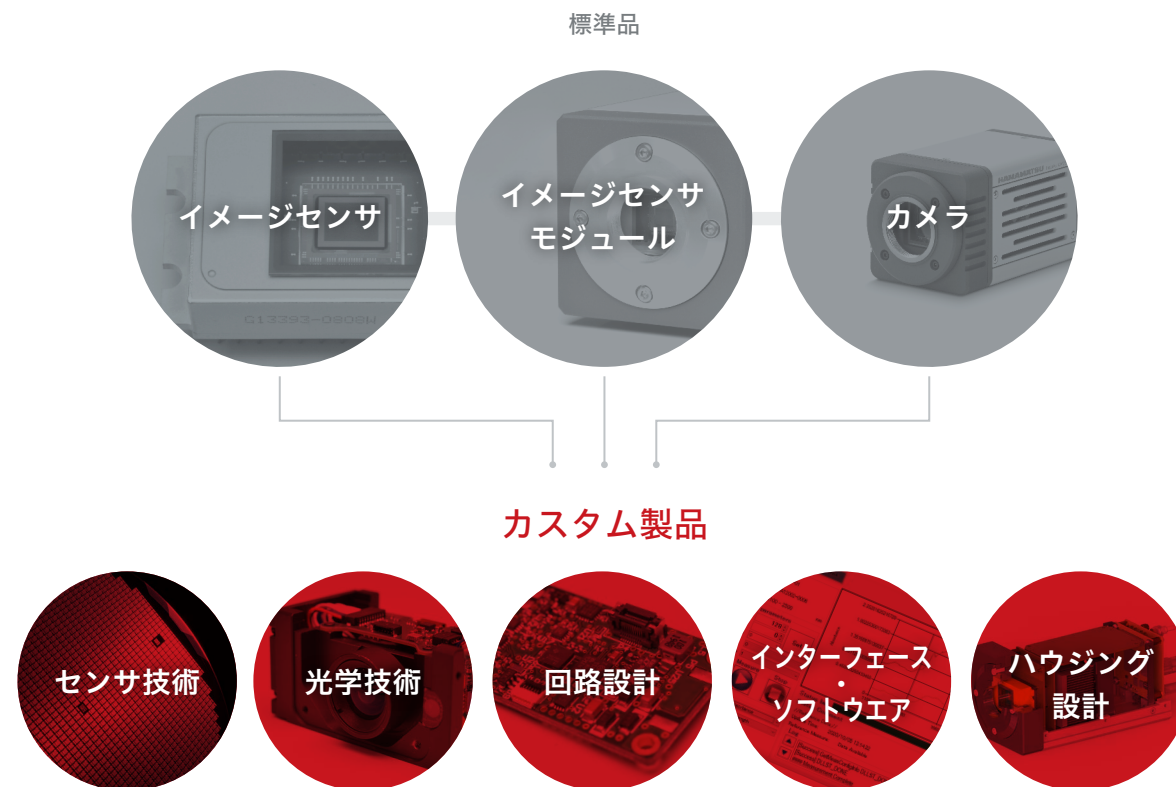 標準品
イメージセンサ
イメージセンサ
モジュール
カメラ
HAMAMATSU
カスタム製品
センサ技術
光学技術
回路設計
インターフェース
・
ソフトウエア
ハウジング
設計